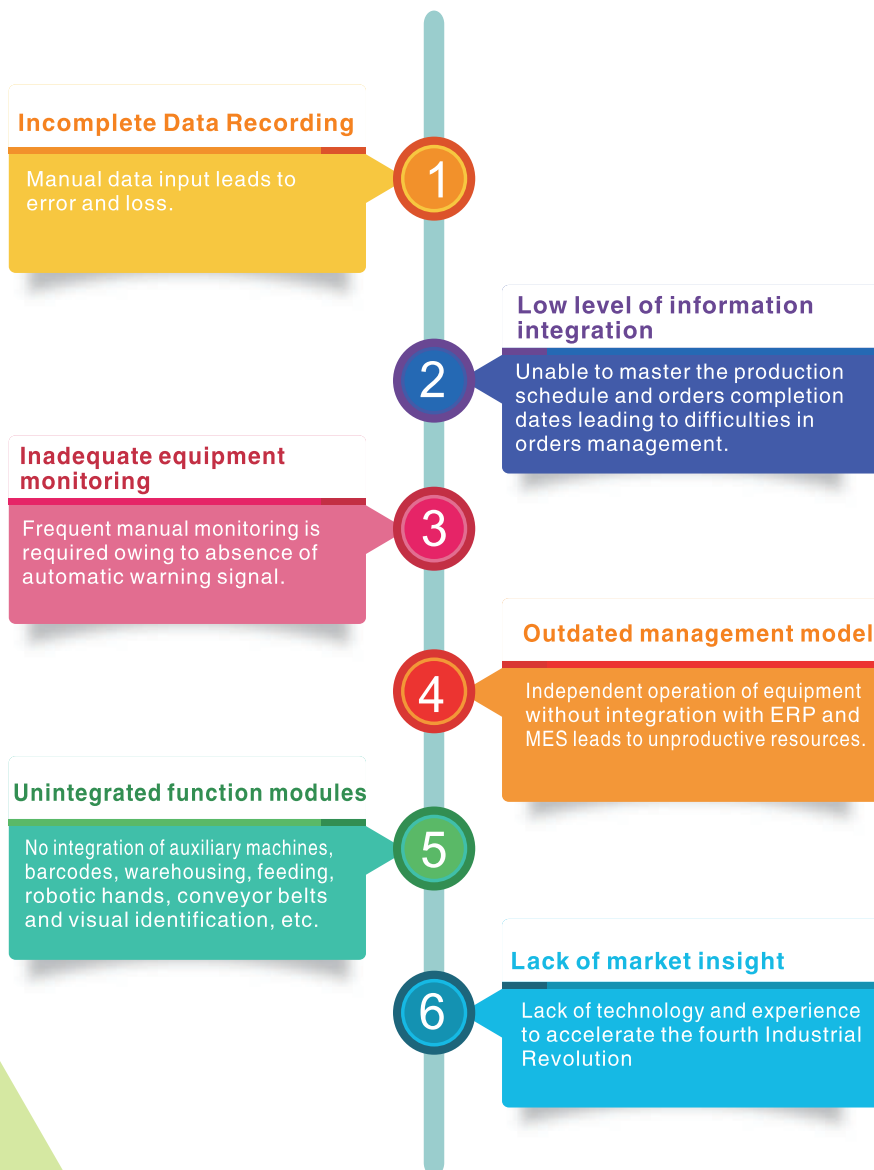 Incomplete Data Recording
1
Manual data input leads to
error and loss.
Low level of information
integration
2
Unable to master the production
schedule and orders completion
dates leading to difficulties in
orders management.
Inadequate equipment
monitoring
3
Frequent manual monitoring is
required owing to absence of
automatic warning signal.
Outdated management model
4
Independent operation of equipment
without integration with ERP and
MES leads to unproductive resources.
Unintegrated function modules
5
No integration of auxiliary machines,
barcodes, warehousing, feeding,
robotic hands, conveyor belts
and visual identification, etc.
Lack of market insight
6
Lack of technology and experience
to accelerate the fourth Industrial
Revolution